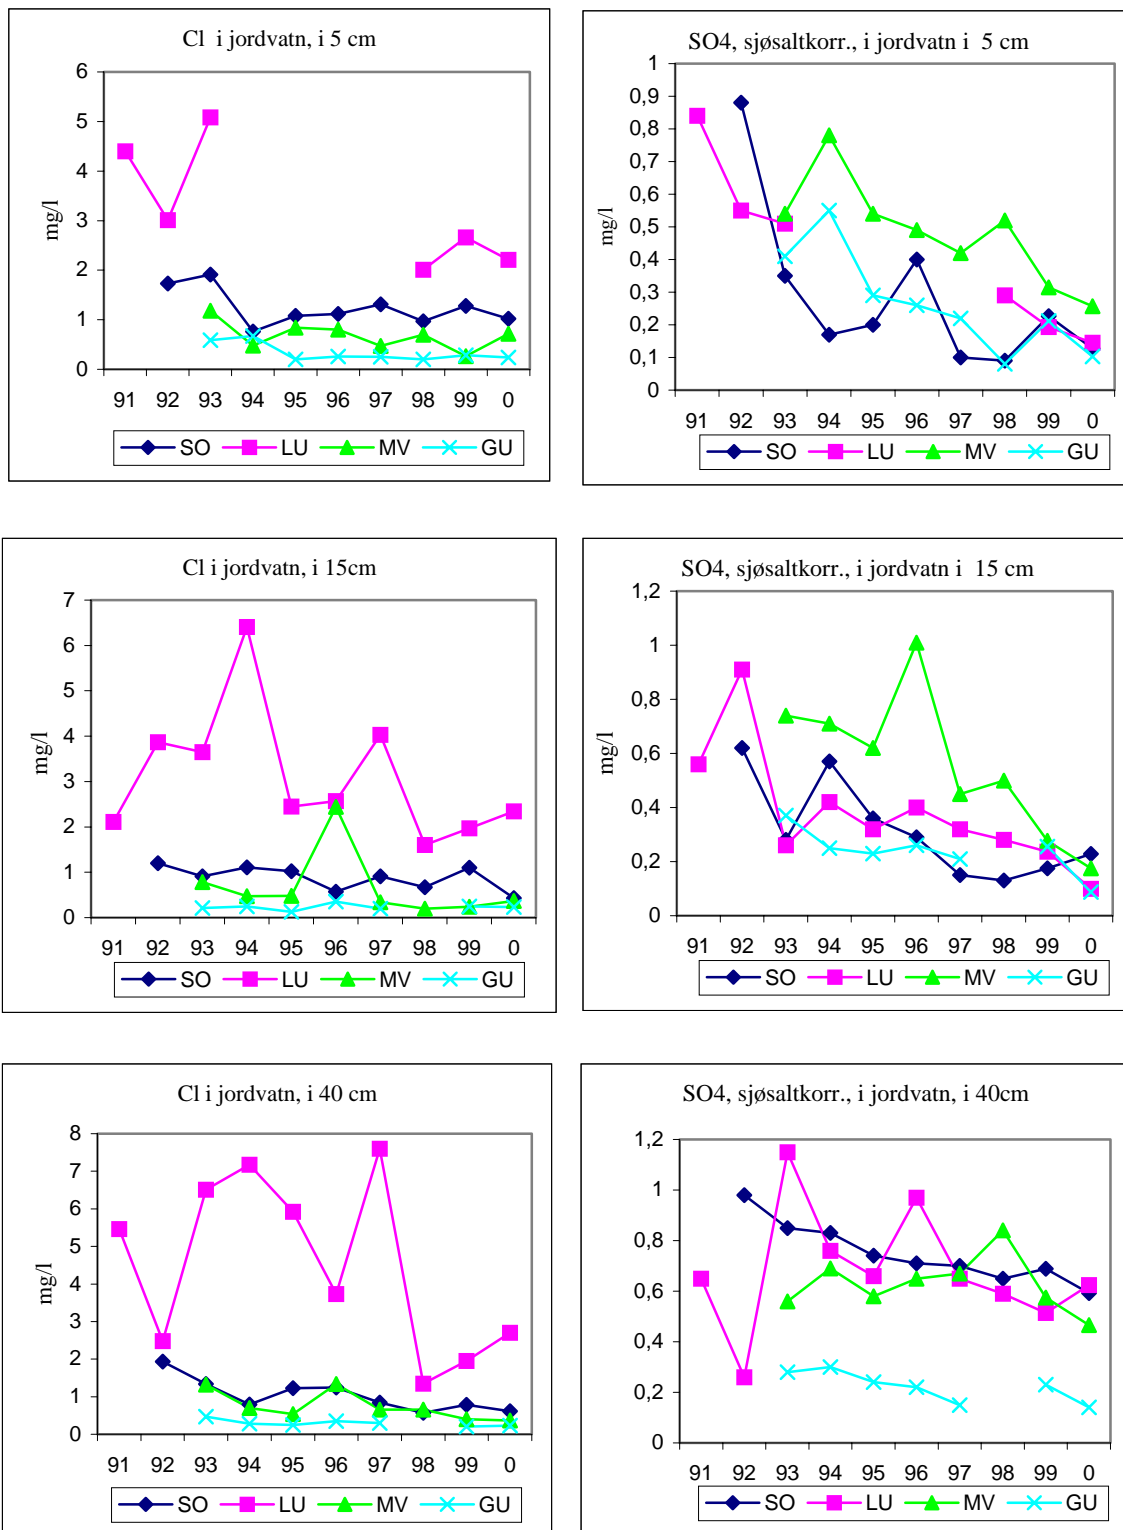 Cl i jordvatn, i 5 cm
6
5
4
3
2
1
0
mg/l
91 92 93 94 95 96 97 98 99 0
SO LU MV GU
SO4, sjøsaltkorr., i jordvatn i 5 cm
1
0,9
0,8
0,7
0,6
0,5
0,4
0,3
0,2
0,1
0
mg/l
91 92 93 94 95 96 97 98 99 0
SO LU MV GU
Cl i jordvatn, i 15cm
7
6
5
4
3
2
1
0
mg/l
91 92 93 94 95 96 97 98 99 0
SO LU MV GU
SO4, sjøsaltkorr., i jordvatn i 15 cm
1,2
1
0,8
0,6
0,4
0,2
0
mg/l
91 92 93 94 95 96 97 98 99 0
SO LU MV GU
Cl i jordvatn, i 40 cm
8
7
6
5
4
3
2
1
0
mg/l
91 92 93 94 95 96 97 98 99 0
SO LU MV GU
SO4, sjøsaltkorr., i jordvatn, i 40cm
1,2
1
0,8
0,6
0,4
0,2
0
mg/l
91 92 93 94 95 96 97 98 99 0
SO LU MV GU